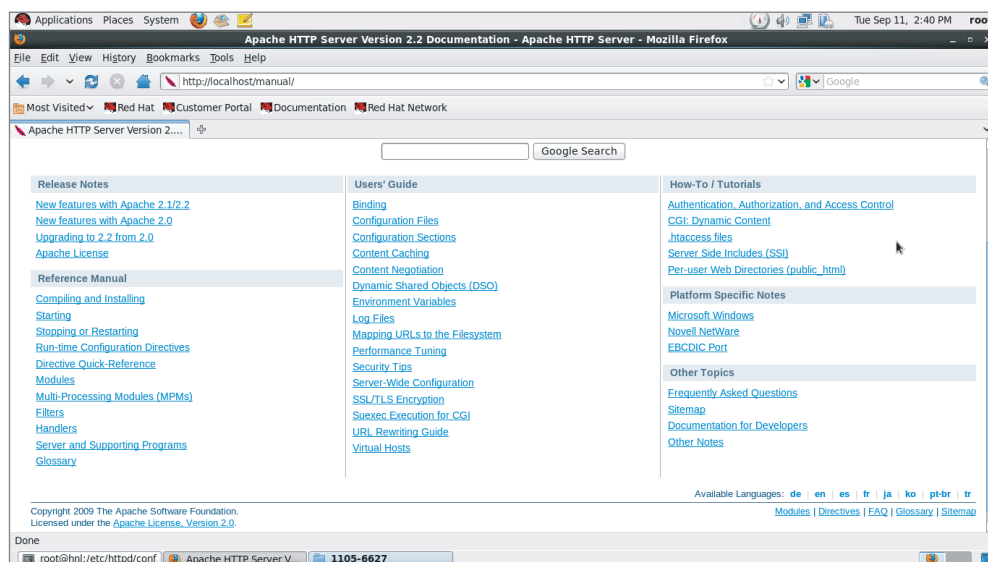 Applications Places System Tue Sep 11, 2:40 PM root
Apache HTTP Server Version 2.2 Documentation - Apache HTTP Server - Mozilla Firefox
File Edit View History Bookmarks Tools Help
http://localhost/manual/ Google
Most Visited Red Hat Customer Portal Documentation Red Hat Network
Apache HTTP Server Version 2....
Google Search
Release Notes
New features with Apache 2.1/2.2
New features with Apache 2.0
Upgrading to 2.2 from 2.0
Apache License
Reference Manual
Compiling and Installing
Starting
Stopping or Restarting
Run-time Configuration Directives
Directive Quick-Reference
Modules
Multi-Processing Modules (MPMs)
Filters
Handlers
Server and Supporting Programs
Glossary
Users' Guide
Binding
Configuration Files
Configuration Sections
Content Caching
Content Negotiation
Dynamic Shared Objects (DSO)
Environment Variables
Log Files
Mapping URLs to the Filesystem
Performance Tuning
Security Tips
Server-Wide Configuration
SSL/TLS Encryption
Suexec Execution for CGI
URL Rewriting Guide
Virtual Hosts
How-To / Tutorials
Authentication, Authorization, and Access Control
CGI: Dynamic Content
.htaccess files
Server Side Includes (SSI)
Per-user Web Directories (public_html)
Platform Specific Notes
Microsoft Windows
Novell NetWare
EBCDIC Port
Other Topics
Frequently Asked Questions
Sitemap
Documentation for Developers
Other Notes
Available Languages: de | en | es | fr | ja | ko | pt-br | tr
Copyright 2009 The Apache Software Foundation.
Licensed under the Apache License, Version 2.0.
Modules | Directives | FAQ | Glossary | Sitemap
Done
root@hnl:/etc/httpd/conf Apache HTTP Server V... 1105-6627